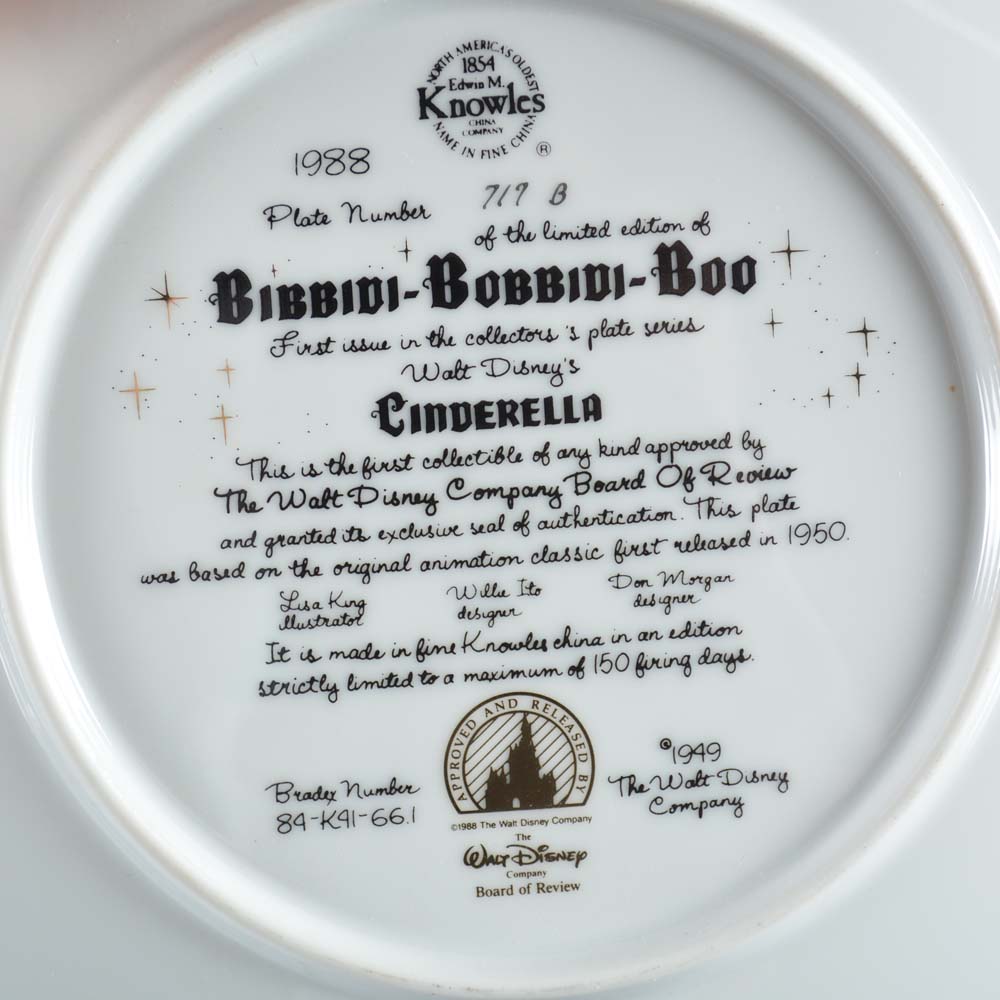 NORTH AMERICA'S OLDEST
1854
Edwin M.
Knowles
CHINA
COMPANY
NAME IN FINE CHINA
®
1988
Plate Number 717 B
of the limited edition of
BIBBIDI-BOBBIDI-BOO
First issue in the collectors's plate series
Walt Disney's
CINDERELLA
This is the first collectible of any kind approved by
The Walt Disney Company Board Of Review
and granted its exclusive seal of authentication. This plate
was based on the original animation classic first released in 1950.
Lisa King Willie Ito Don Morgan
illustrator designer designer
It is made in fine Knowles china in an edition
strictly limited to a maximum of 150 firing days.
APPROVED AND RELEASED BY
Bradex Number
84-K41-66.1
©1949
The Walt Disney
Company
©1988 The Walt Disney Company
The
WALT DISNEY
Company
Board of Review